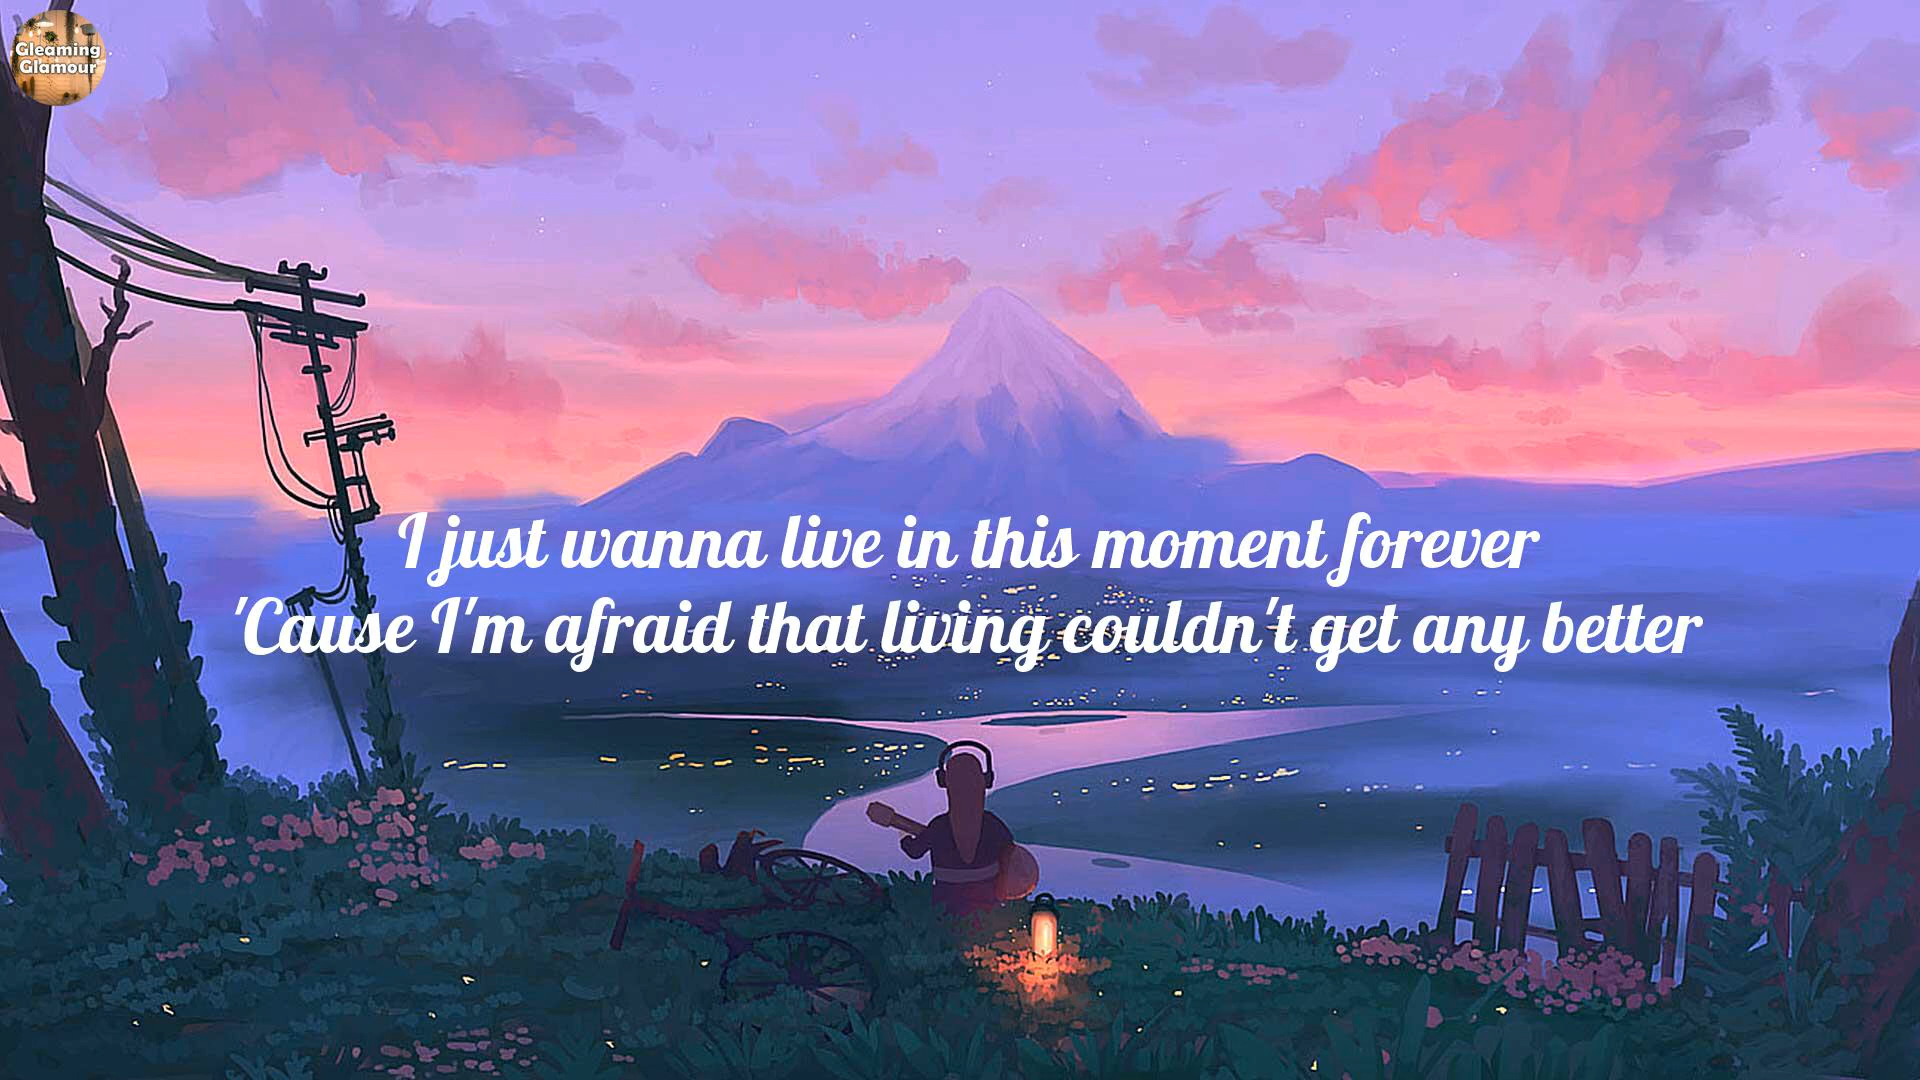 Gleaming
Glamour
I just wanna live in this moment forever
'Cause I'm afraid that living couldn't get any better